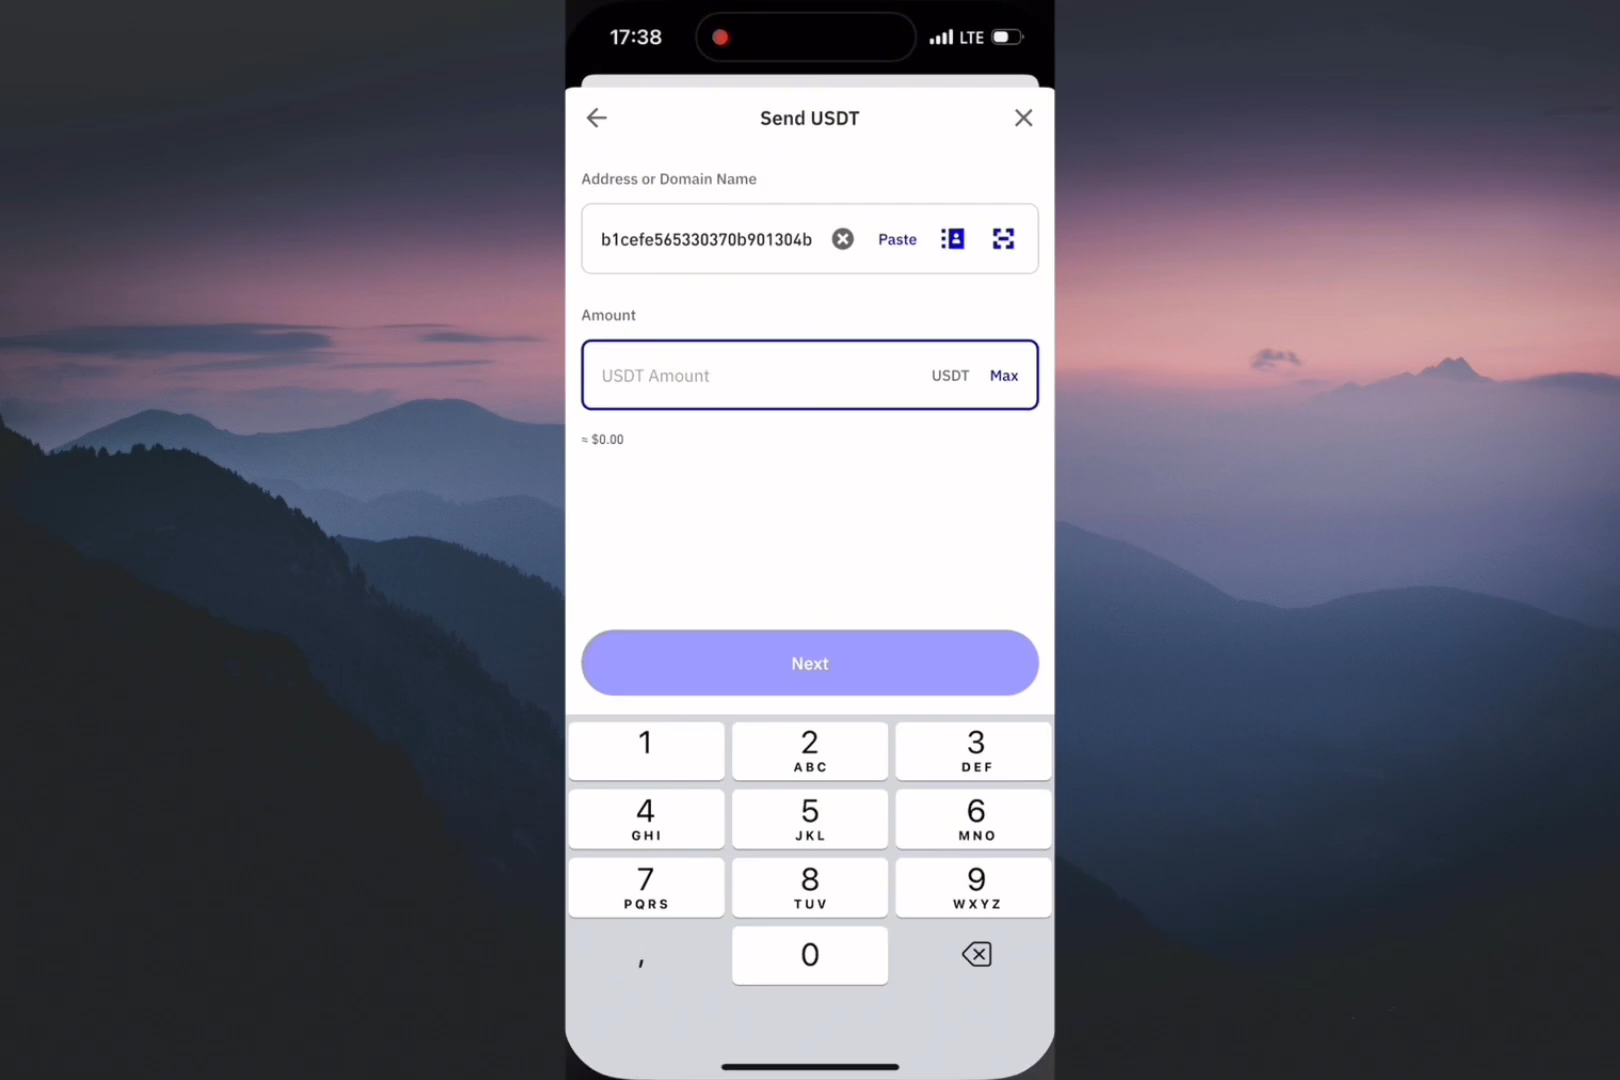 17:38
LTE
Send USDT
Address or Domain Name
b1cefe565330370b901304b
Paste
Amount
USDT Amount
USDT
Max
≈ $0.00
Next
1
2
ABC
3
DEF
4
GHI
5
JKL
6
MNO
7
PQRS
8
TUV
9
WXYZ
,
0